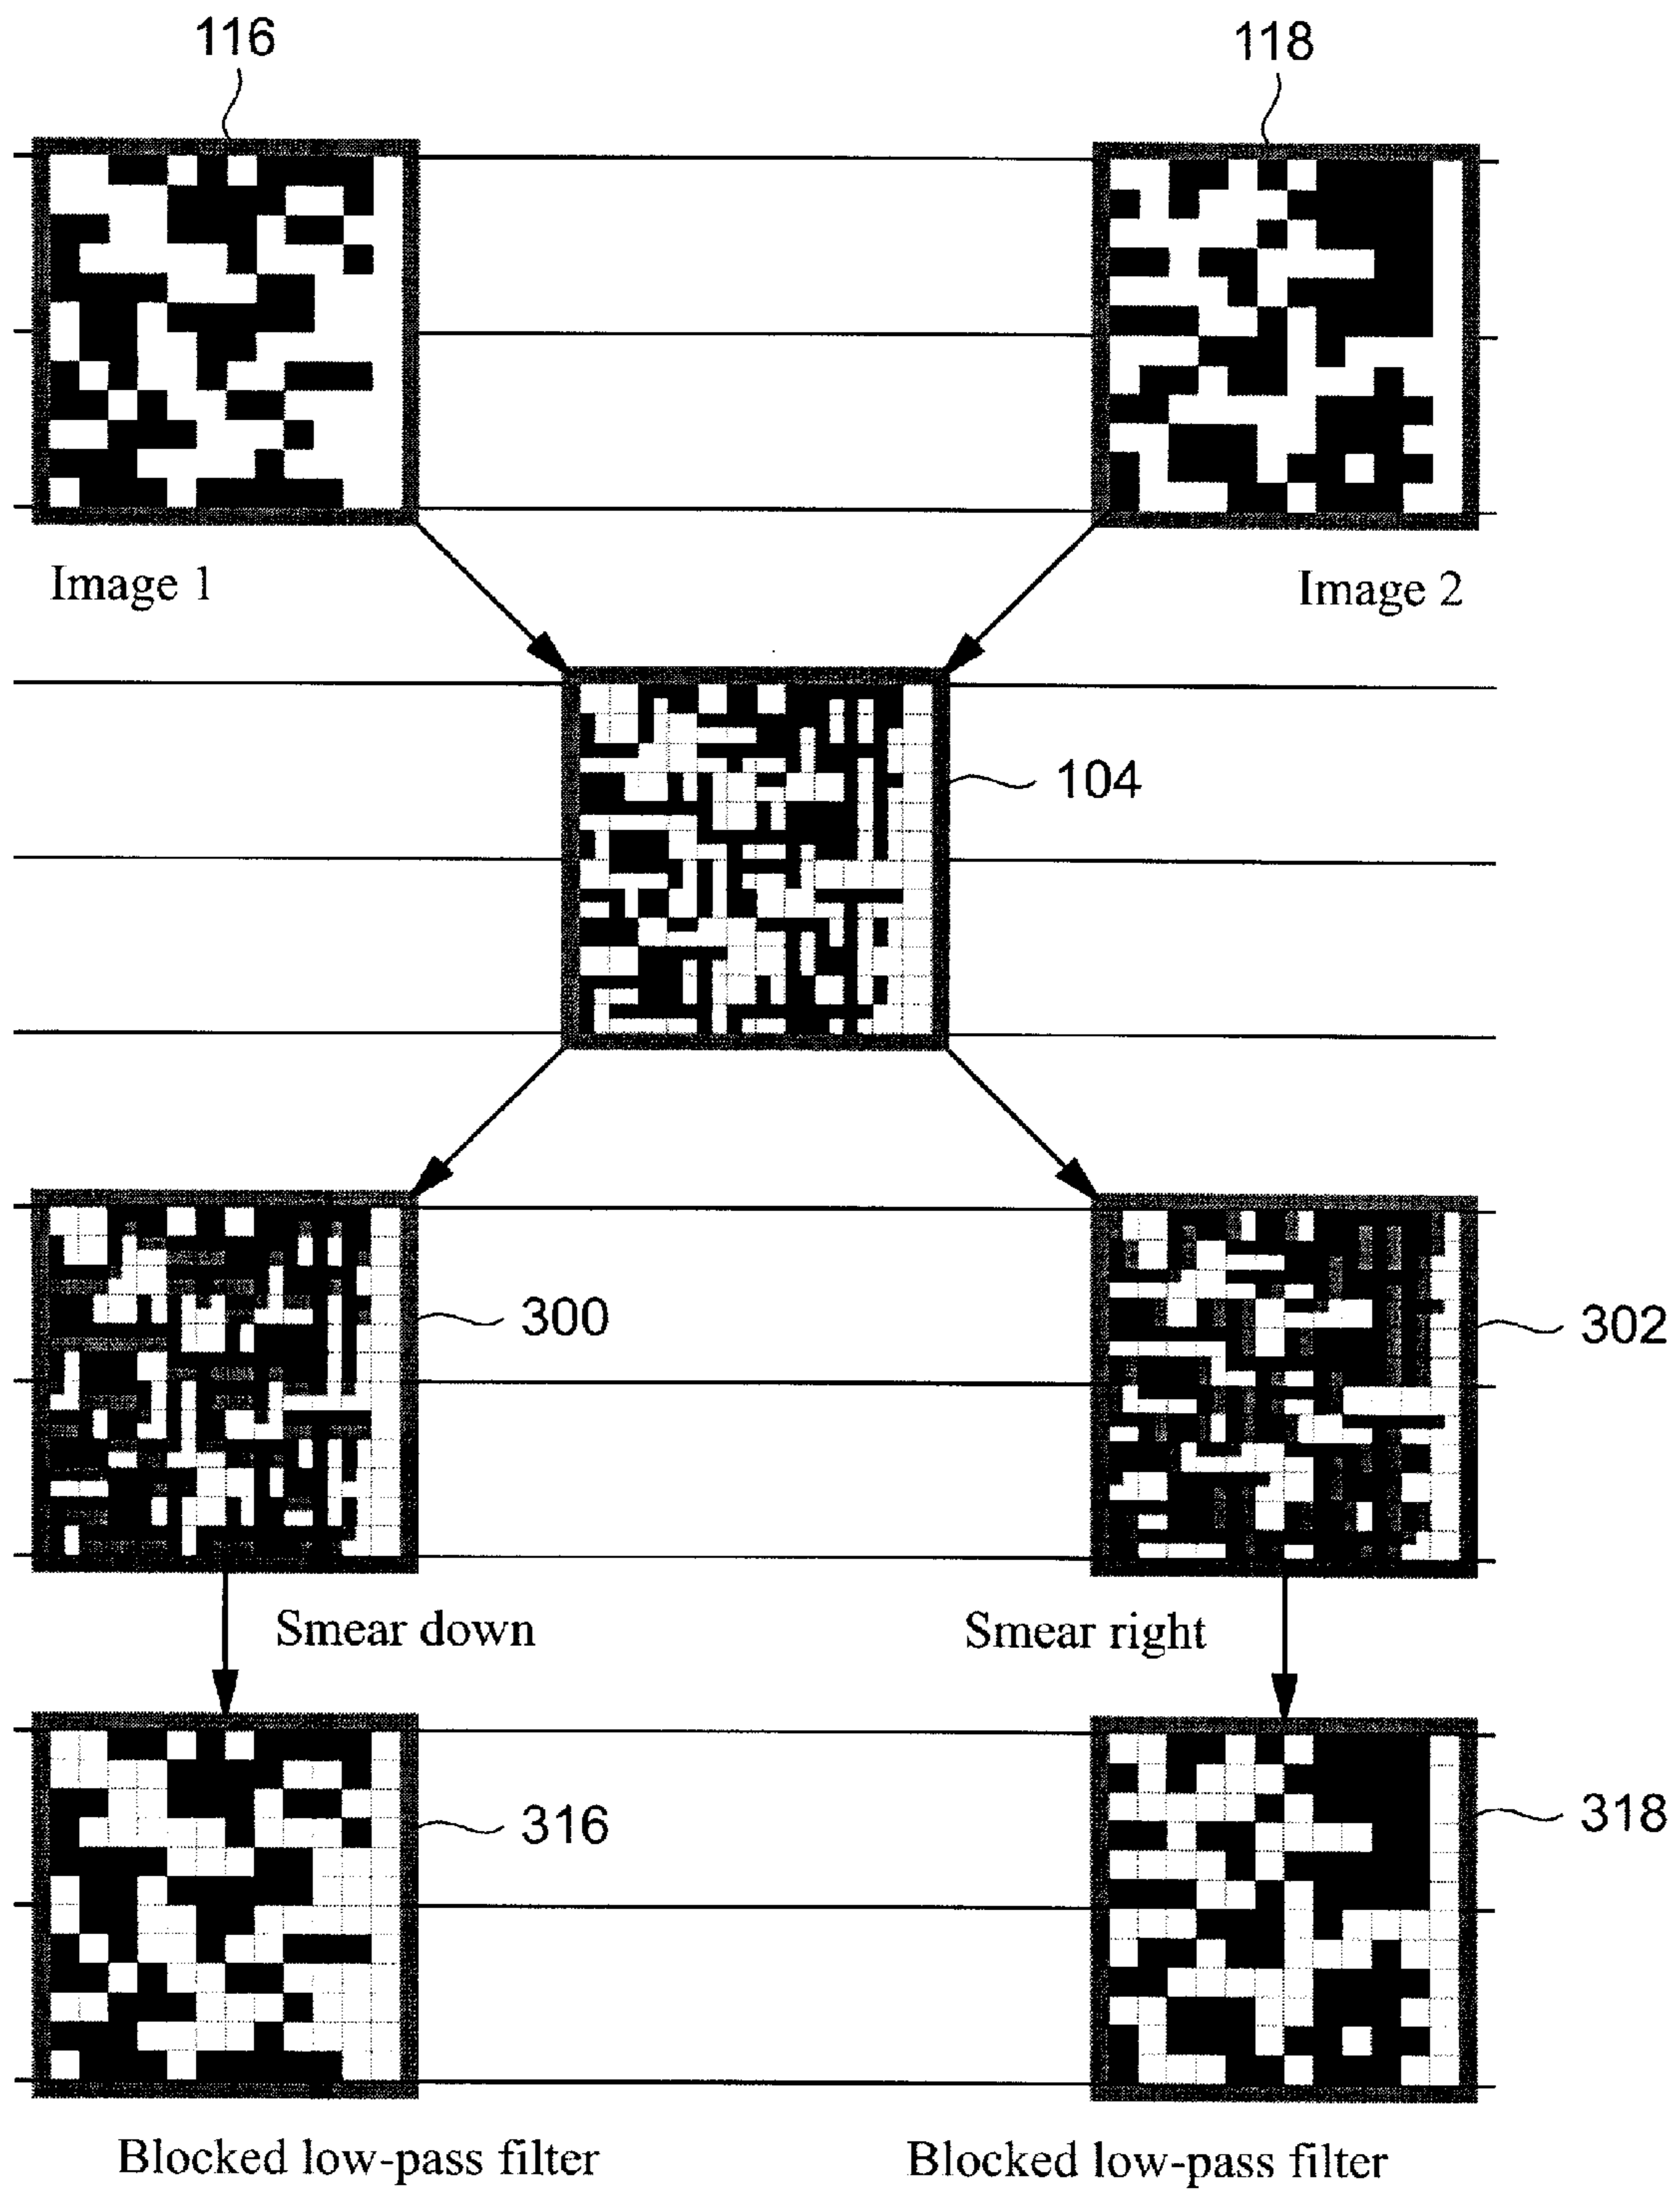 116
118
Image 1
Image 2
104
300
302
Smear down
Smear right
316
318
Blocked low-pass filter
Blocked low-pass filter